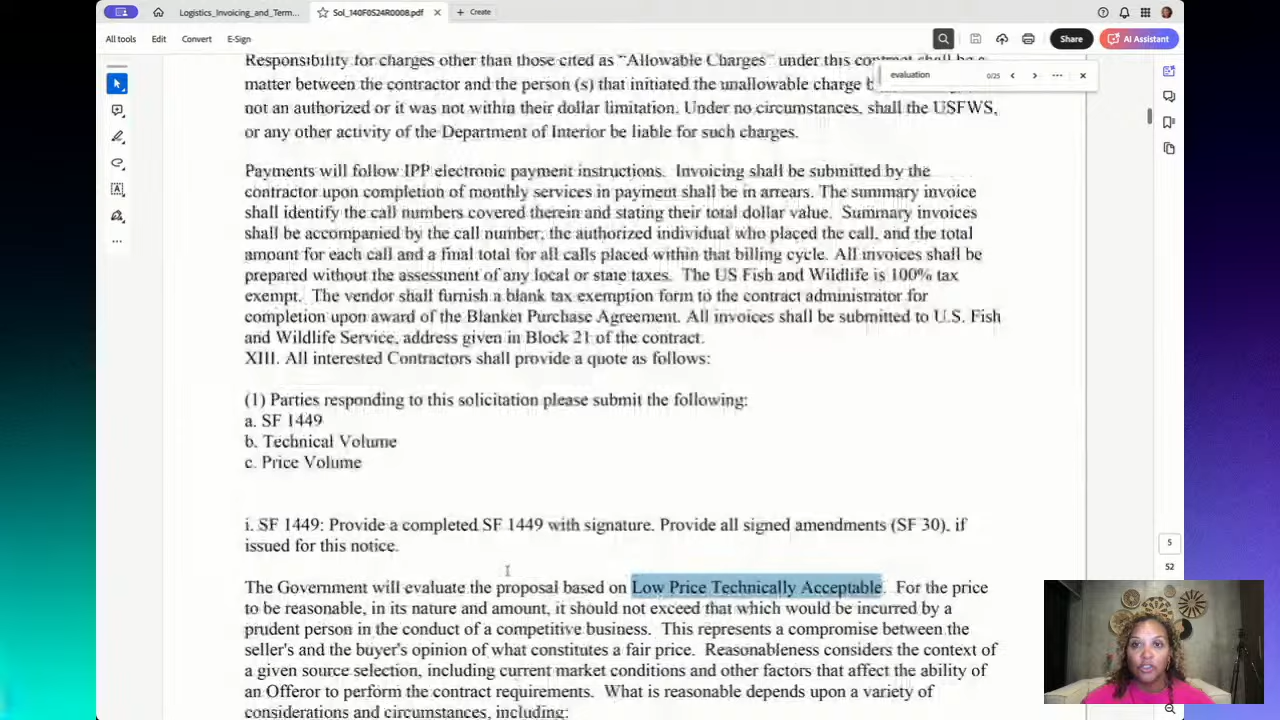 Logistics_Invoicing_and_Term...
Sol_140F0S24R0008.pdf
Create
All tools
Edit
Convert
E-Sign
Share
AI Assistant
evaluation
0/25
Responsibility for charges other than those cited as "Allowable Charges" under this contract shall be a
matter between the contractor and the person (s) that initiated the unallowable charge
not an authorized or it was not within their dollar limitation. Under no circumstances, shall the USFWS,
or any other activity of the Department of Interior be liable for such charges.
Payments will follow IPP electronic payment instructions. Invoicing shall be submitted by the
contractor upon completion of monthly services in payment shall be in arrears. The summary invoice
shall identify the call numbers covered therein and stating their total dollar value. Summary invoices
shall be accompanied by the call number, the authorized individual who placed the call, and the total
amount for each call and a final total for all calls placed within that billing cycle. All invoices shall be
prepared without the assessment of any local or state taxes. The US Fish and Wildlife is 100% tax
exempt. The vendor shall furnish a blank tax exemption form to the contract administrator for
completion upon award of the Blanket Purchase Agreement. All invoices shall be submitted to U.S. Fish
and Wildlife Service, address given in Block 21 of the contract.
XIII. All interested Contractors shall provide a quote as follows:
(1) Parties responding to this solicitation please submit the following:
a. SF 1449
b. Technical Volume
c. Price Volume
i. SF 1449: Provide a completed SF 1449 with signature. Provide all signed amendments (SF 30), if
issued for this notice.
The Government will evaluate the proposal based on Low Price Technically Acceptable. For the price
to be reasonable, in its nature and amount, it should not exceed that which would be incurred by a
prudent person in the conduct of a competitive business. This represents a compromise between the
seller's and the buyer's opinion of what constitutes a fair price. Reasonableness considers the context of
a given source selection, including current market conditions and other factors that affect the ability of
an Offeror to perform the contract requirements. What is reasonable depends upon a variety of
considerations and circumstances, including:
5
52